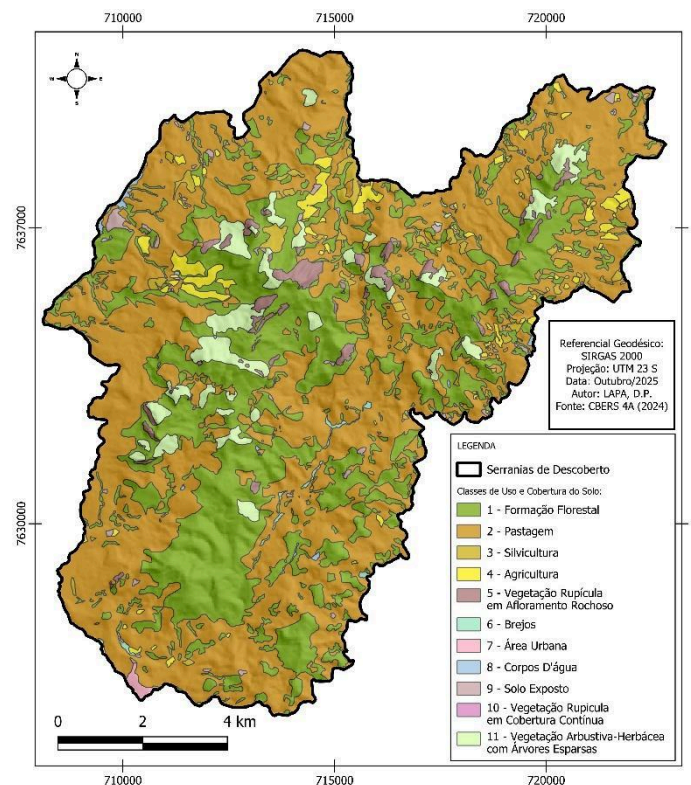 710000 715000 720000
N
W E
S
7637000
7630000
Referencial Geodésico:
SIRGAS 2000
Projeção: UTM 23 S
Data: Outubro/2025
Autor: LAPA, D.P.
Fonte: CBERS 4A (2024)
LEGENDA
Serranias de Descoberto
Classes de Uso e Cobertura do Solo:
1 - Formação Florestal
2 - Pastagem
3 - Silvicultura
4 - Agricultura
5 - Vegetação Rupícula
em Afloramento Rochoso
6 - Brejos
7 - Área Urbana
8 - Corpos D'água
9 - Solo Exposto
10 - Vegetação Rupicula
em Cobertura Contínua
11 - Vegetação Arbustiva-Herbácea
com Árvores Esparsas
0 2 4 km
710000 715000 720000